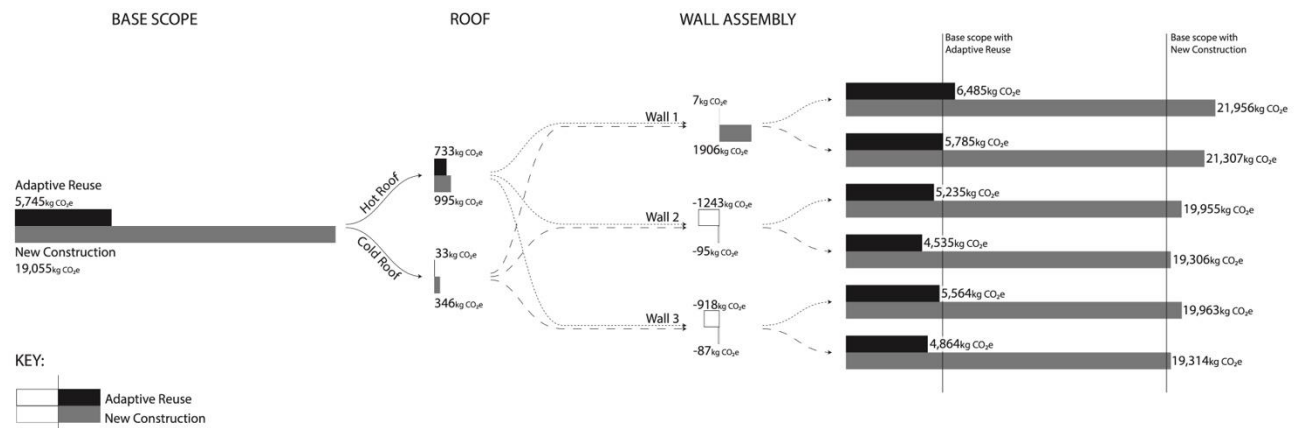 BASE SCOPE
ROOF
WALL ASSEMBLY
Base scope with
Adaptive Reuse
Base scope with
New Construction
Adaptive Reuse
5,745kg CO₂e
New Construction
19,055kg CO₂e
Hot Roof
Cold Roof
733kg CO₂e
995kg CO₂e
33kg CO₂e
346kg CO₂e
Wall 1
7kg CO₂e
1906kg CO₂e
Wall 2
-1243kg CO₂e
-95kg CO₂e
Wall 3
-918kg CO₂e
-87kg CO₂e
6,485kg CO₂e
21,956kg CO₂e
5,785kg CO₂e
21,307kg CO₂e
5,235kg CO₂e
19,955kg CO₂e
4,535kg CO₂e
19,306kg CO₂e
5,564kg CO₂e
19,963kg CO₂e
4,864kg CO₂e
19,314kg CO₂e
KEY:
Adaptive Reuse
New Construction